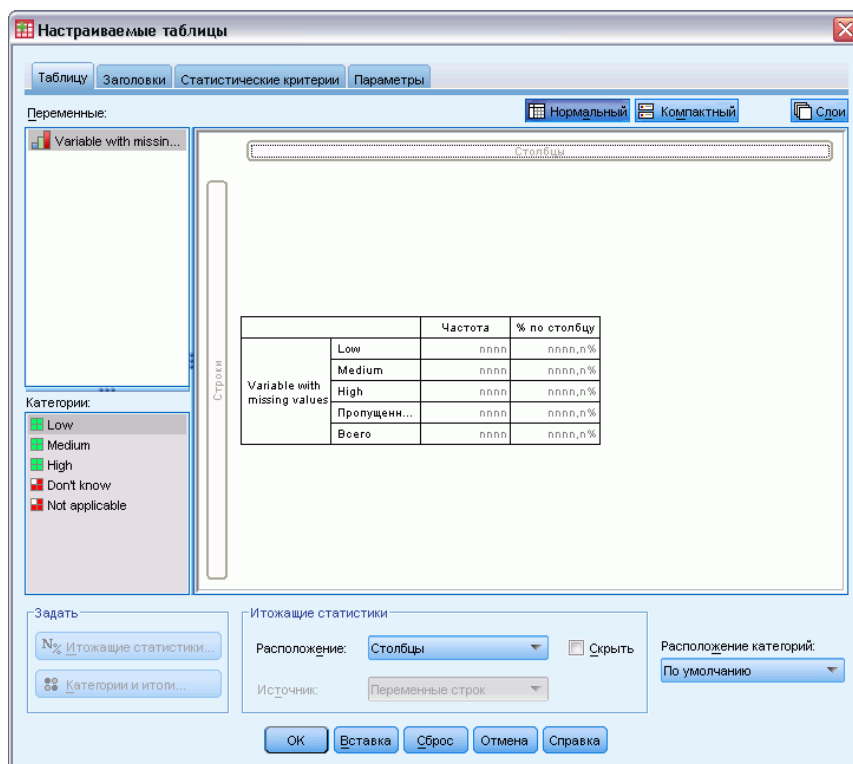 Настраиваемые таблицы
Таблицу Заголовки Статистические критерии Параметры
Переменные:
Нормальный Компактный Слои
Variable with missin...
Столбцы
Строки
Частота % по столбцу
Variable with missing values
Low nnnn nnnn,n%
Medium nnnn nnnn,n%
High nnnn nnnn,n%
Пропущенн... nnnn nnnn,n%
Всего nnnn nnnn,n%
Категории:
Low
Medium
High
Don't know
Not applicable
Задать
N% Итожащие статистики...
Категории и итоги...
Итожащие статистики
Расположение: Столбцы Скрыть
Источник: Переменные строк
Расположение категорий:
По умолчанию
OK Вставка Сброс Отмена Справка